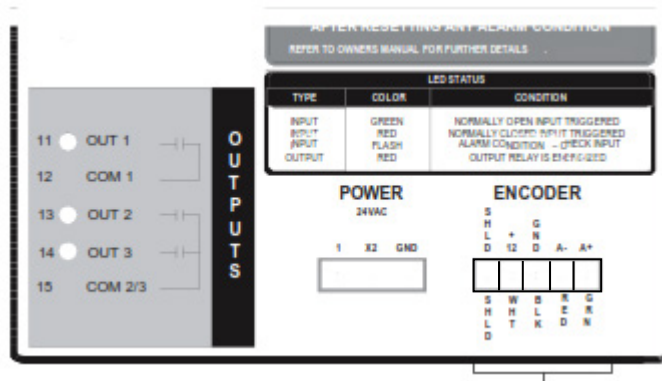 AFTER RESETTING ANY ALARM CONDITION
REFER TO OWNERS MANUAL FOR FURTHER DETAILS .
LED STATUS
TYPE COLOR CONDITION
INPUT GREEN NORMALLY OPEN INPUT TRIGGERED
INPUT RED NORMALLY CLOSED INPUT TRIGGERED
INPUT FLASH ALARM CONDITION - CHECK INPUT
OUTPUT RED OUTPUT RELAY IS ENERGIZED
11 OUT 1
12 COM 1
13 OUT 2
14 OUT 3
15 COM 2/3
OUTPUTS
POWER
24VAC
1 X2 GND
ENCODER
SHLD +12 GND A- A+
SHLD WHT BLK RED GRN